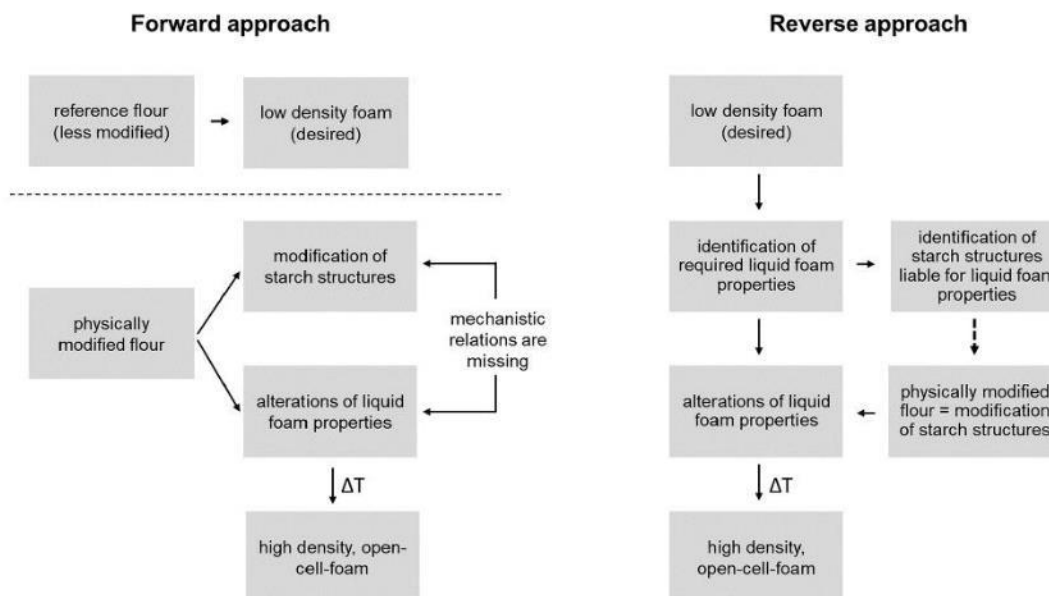 Forward approach
reference flour
(less modified)
low density foam
(desired)
modification of
starch structures
physically
modified flour
mechanistic
relations are
missing
alterations of liquid
foam properties
ΔT
high density, open-
cell-foam
Reverse approach
low density foam
(desired)
identification of
required liquid foam
properties
identification of
starch structures
liable for liquid foam
properties
alterations of liquid
foam properties
physically modified
flour = modification
of starch structures
ΔT
high density,
open-cell-foam